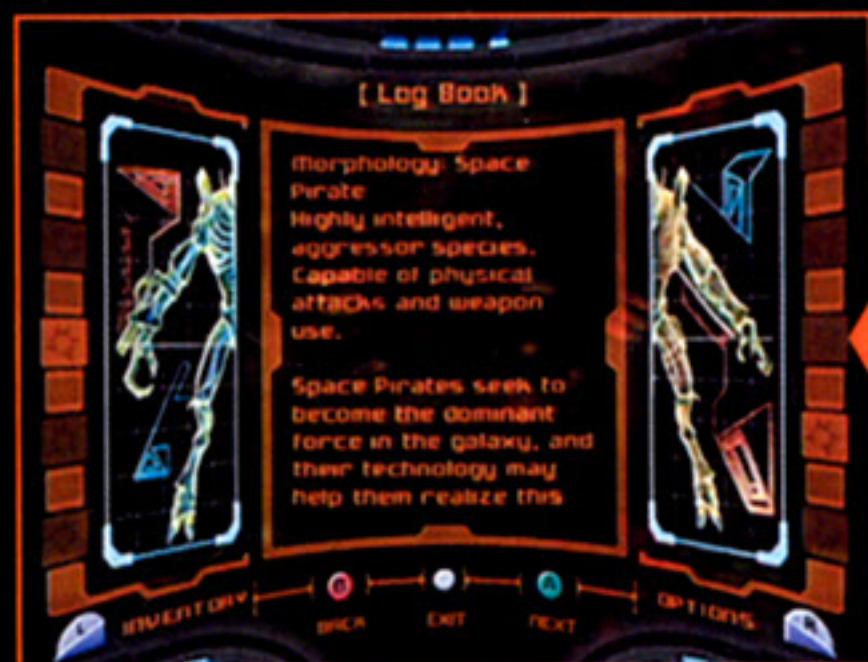 [ Log Book ]
Morphology: Space
Pirate
Highly intelligent,
aggressor species.
Capable of physical
attacks and weapon
use.
Space Pirates seek to
become the dominant
force in the galaxy, and
their technology may
help them realize this
L INVENTORY OPTIONS R
B A
BACK EXIT NEXT